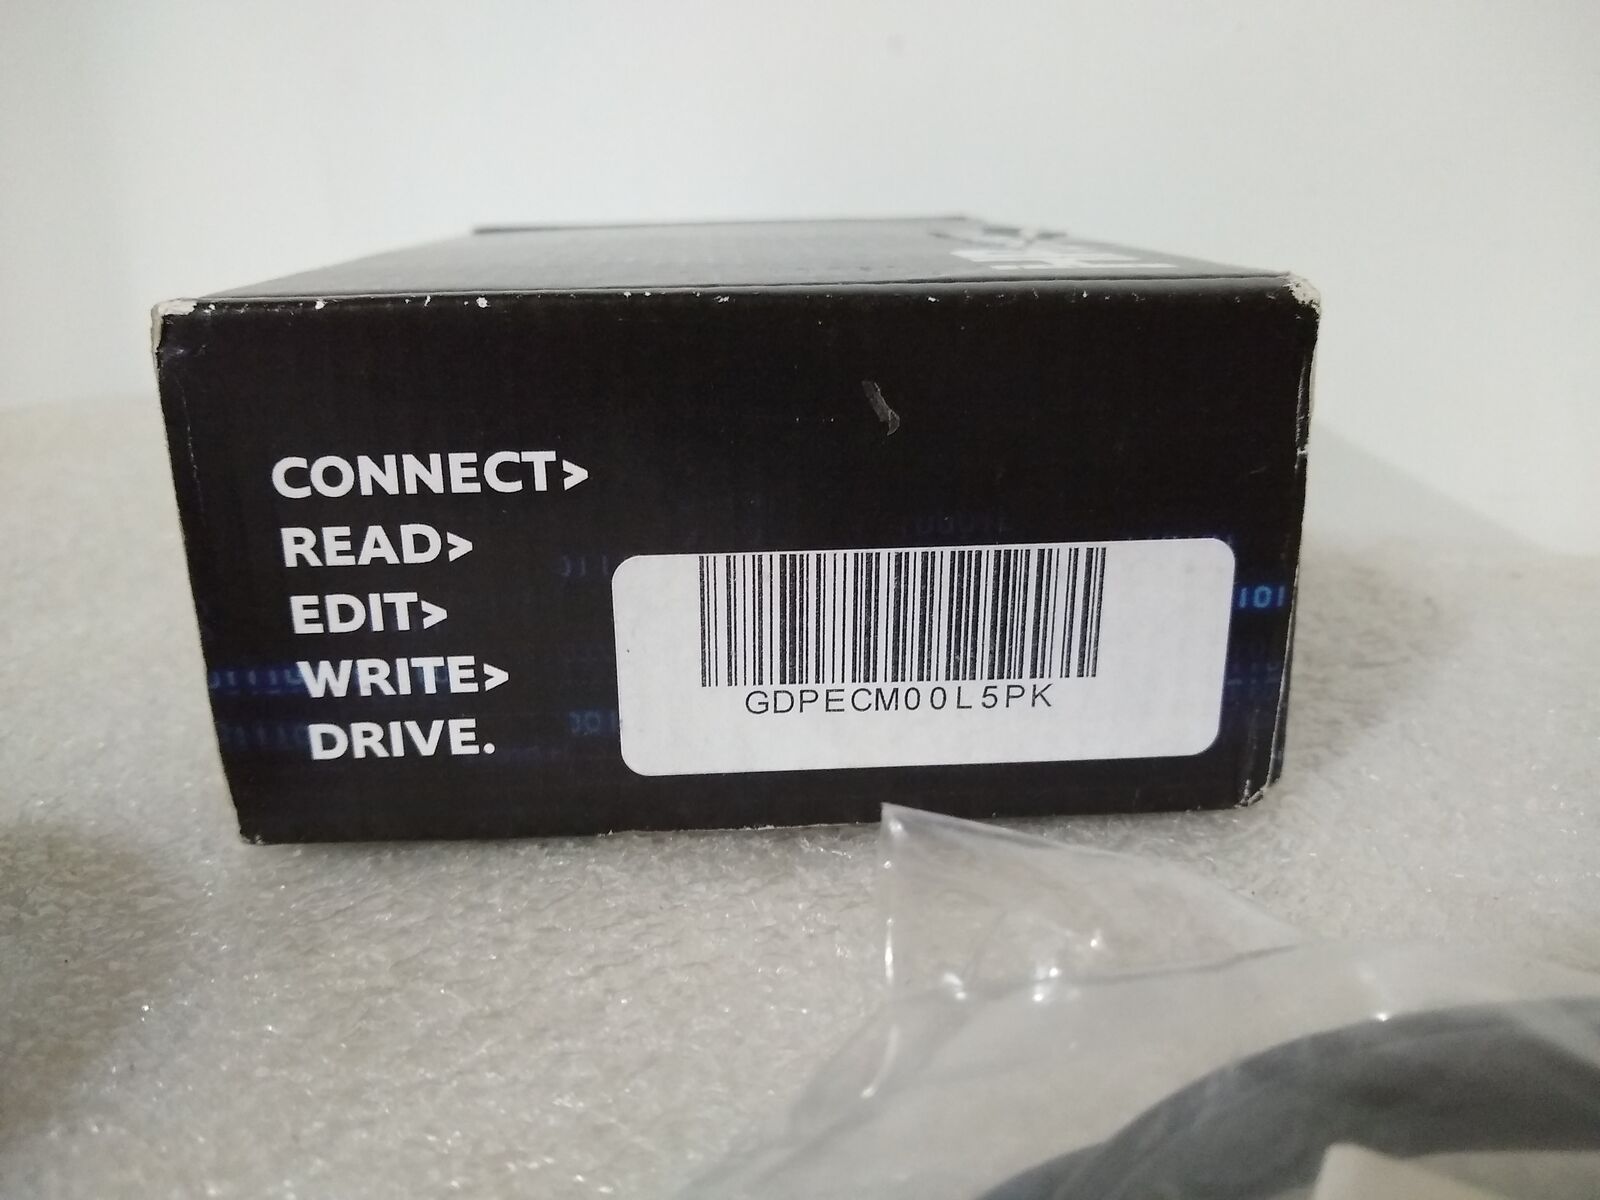 CONNECT>
READ>
EDIT>
WRITE>
DRIVE.
GDPECM00L5PK